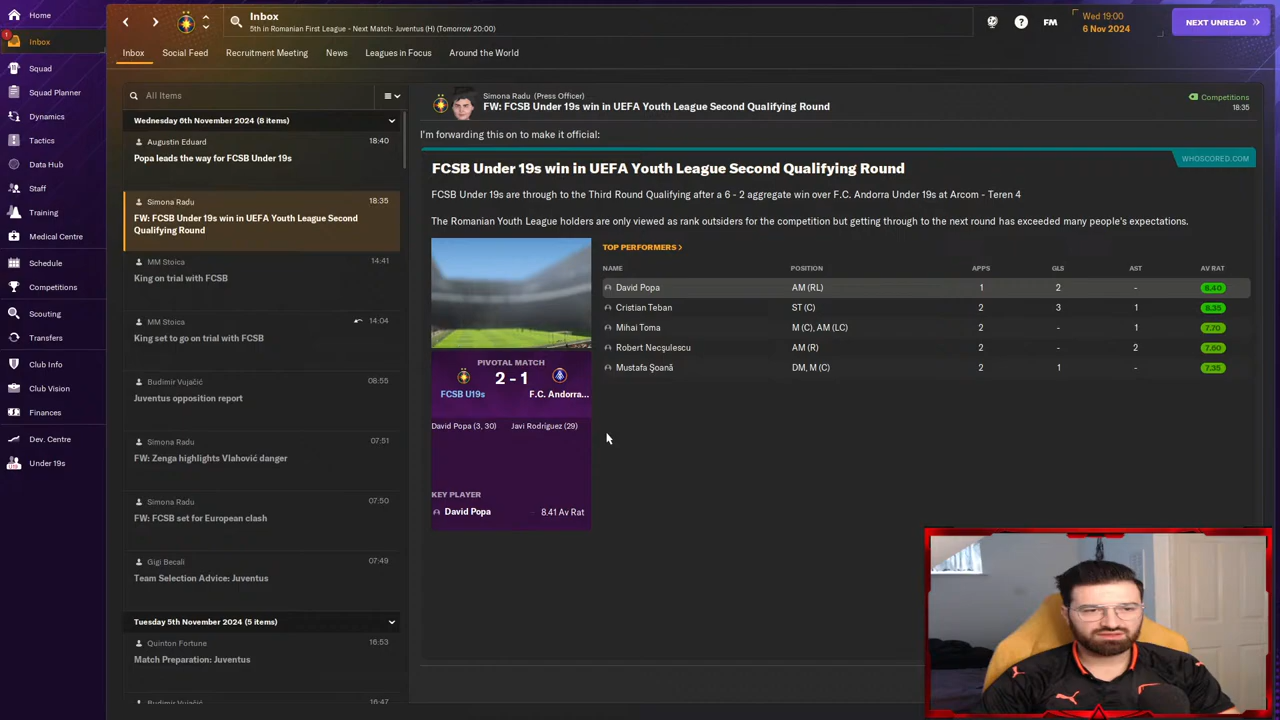 Home
1
Inbox
Squad
Squad Planner
Dynamics
Tactics
Data Hub
Staff
Training
Medical Centre
Schedule
Competitions
Scouting
Transfers
Club Info
Club Vision
Finances
Dev. Centre
U19
Under 19s
Inbox
5th in Romanian First League - Next Match: Juventus (H) (Tomorrow 20:00)
?
FM
Wed 19:00
6 Nov 2024
NEXT UNREAD
Inbox
Social Feed
Recruitment Meeting
News
Leagues in Focus
Around the World
All Items
Wednesday 6th November 2024 (8 items)
Augustin Eduard 18:40
Popa leads the way for FCSB Under 19s
Simona Radu 18:35
FW: FCSB Under 19s win in UEFA Youth League Second
Qualifying Round
MM Stoica 14:41
King on trial with FCSB
MM Stoica 14:04
King set to go on trial with FCSB
Budimir Vujačić 08:55
Juventus opposition report
Simona Radu 07:51
FW: Zenga highlights Vlahović danger
Simona Radu 07:50
FW: FCSB set for European clash
Gigi Becali 07:49
Team Selection Advice: Juventus
Tuesday 5th November 2024 (5 items)
Quinton Fortune 16:53
Match Preparation: Juventus
Budimir Vujačić 16:47
Simona Radu (Press Officer)
FW: FCSB Under 19s win in UEFA Youth League Second Qualifying Round
Competitions
18:35
I'm forwarding this on to make it official:
WHOSCORED.COM
FCSB Under 19s win in UEFA Youth League Second Qualifying Round
FCSB Under 19s are through to the Third Round Qualifying after a 6 - 2 aggregate win over F.C. Andorra Under 19s at Arcom - Teren 4
The Romanian Youth League holders are only viewed as rank outsiders for the competition but getting through to the next round has exceeded many people's expectations.
TOP PERFORMERS >
NAME POSITION APPS GLS AST AV RAT
David Popa AM (RL) 1 2 - 8.40
Cristian Teban ST (C) 2 3 1 8.35
Mihai Toma M (C), AM (LC) 2 - 1 7.70
Robert Necșulescu AM (R) 2 - 2 7.60
Mustafa Șoană DM, M (C) 2 1 - 7.35
PIVOTAL MATCH
2 - 1
FCSB U19s F.C. Andorra...
David Popa (3, 30) Javi Rodríguez (29)
KEY PLAYER
David Popa - 8.41 Av Rat